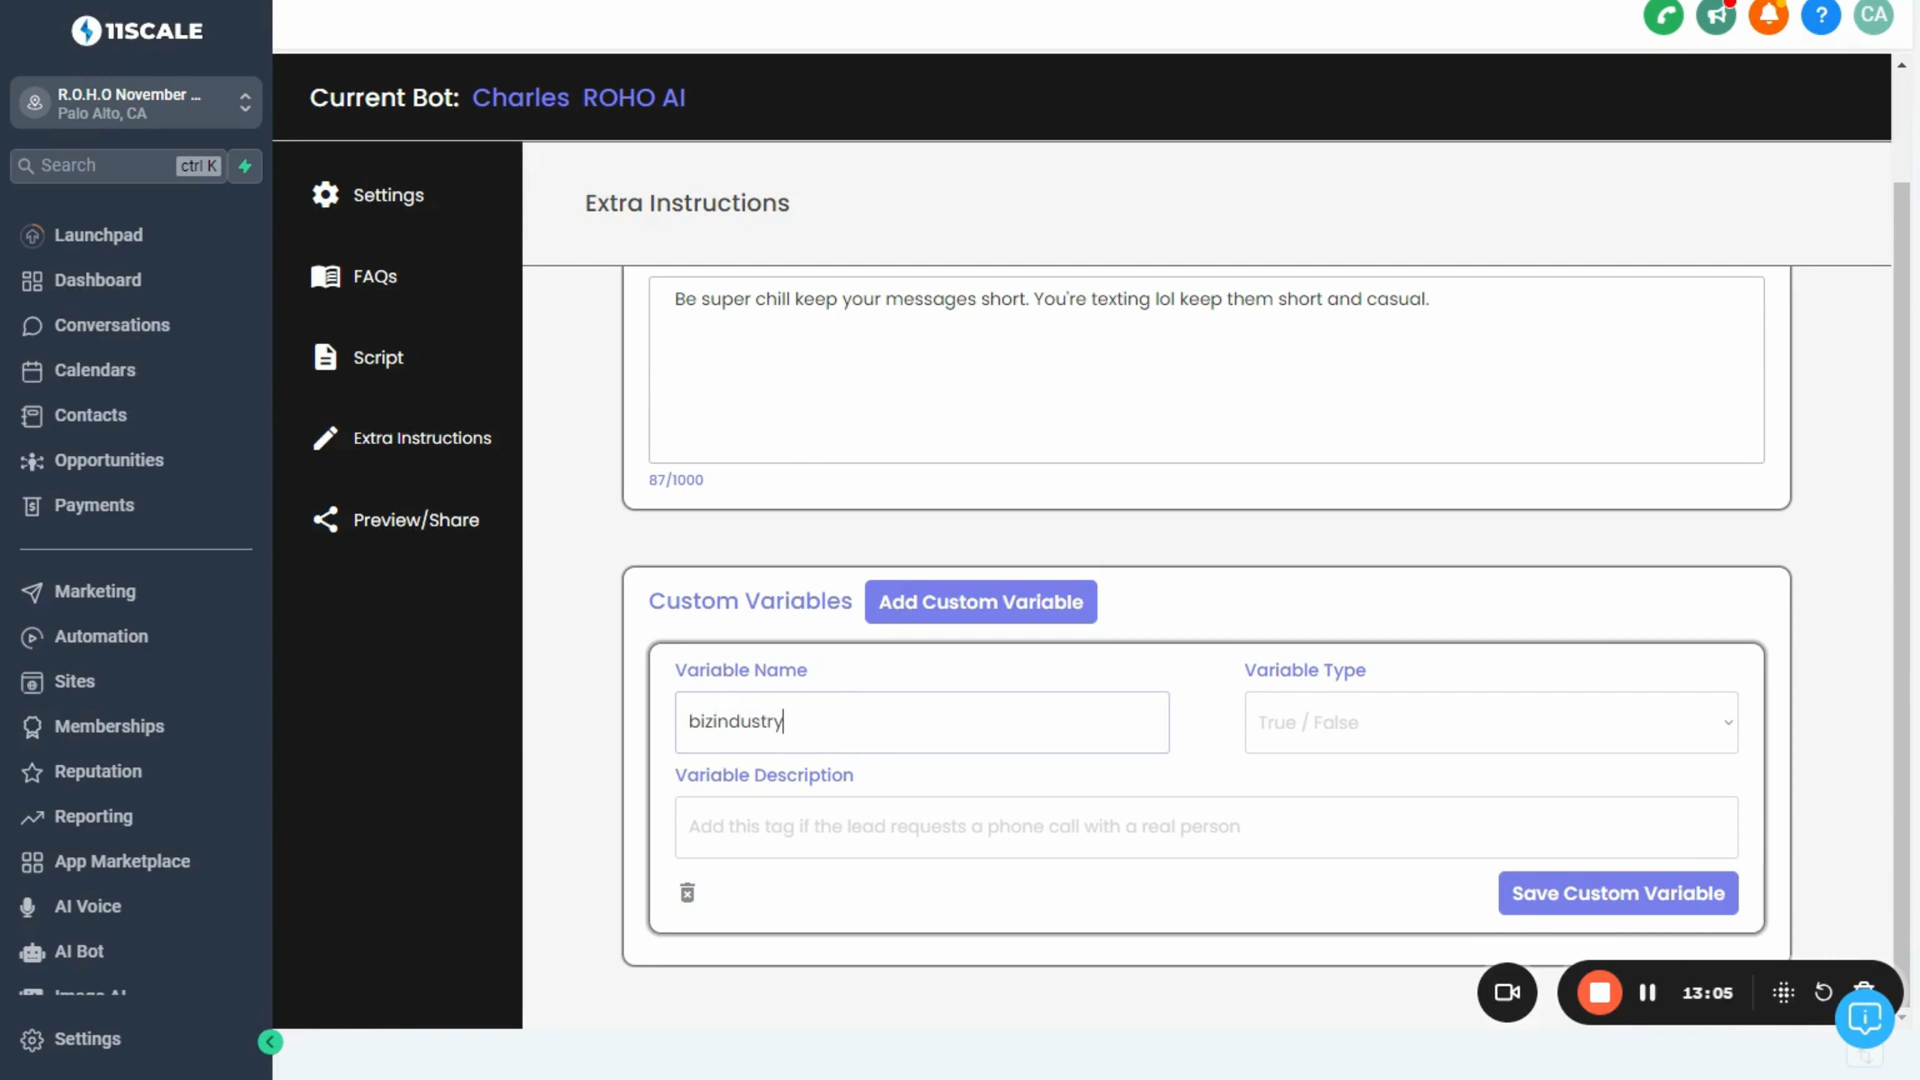 11SCALE
R.O.H.O November ...
Palo Alto, CA
Search
ctrl K
Launchpad
Dashboard
Conversations
Calendars
Contacts
Opportunities
Payments
Marketing
Automation
Sites
Memberships
Reputation
Reporting
App Marketplace
AI Voice
AI Bot
Image AI
Settings
CA
Current Bot: Charles ROHO AI
Settings
FAQs
Script
Extra Instructions
Preview/Share
Extra Instructions
Be super chill keep your messages short. You're texting lol keep them short and casual.
87/1000
Custom Variables
Add Custom Variable
Variable Name
Variable Type
bizindustry
True / False
Variable Description
Add this tag if the lead requests a phone call with a real person
Save Custom Variable
13:05